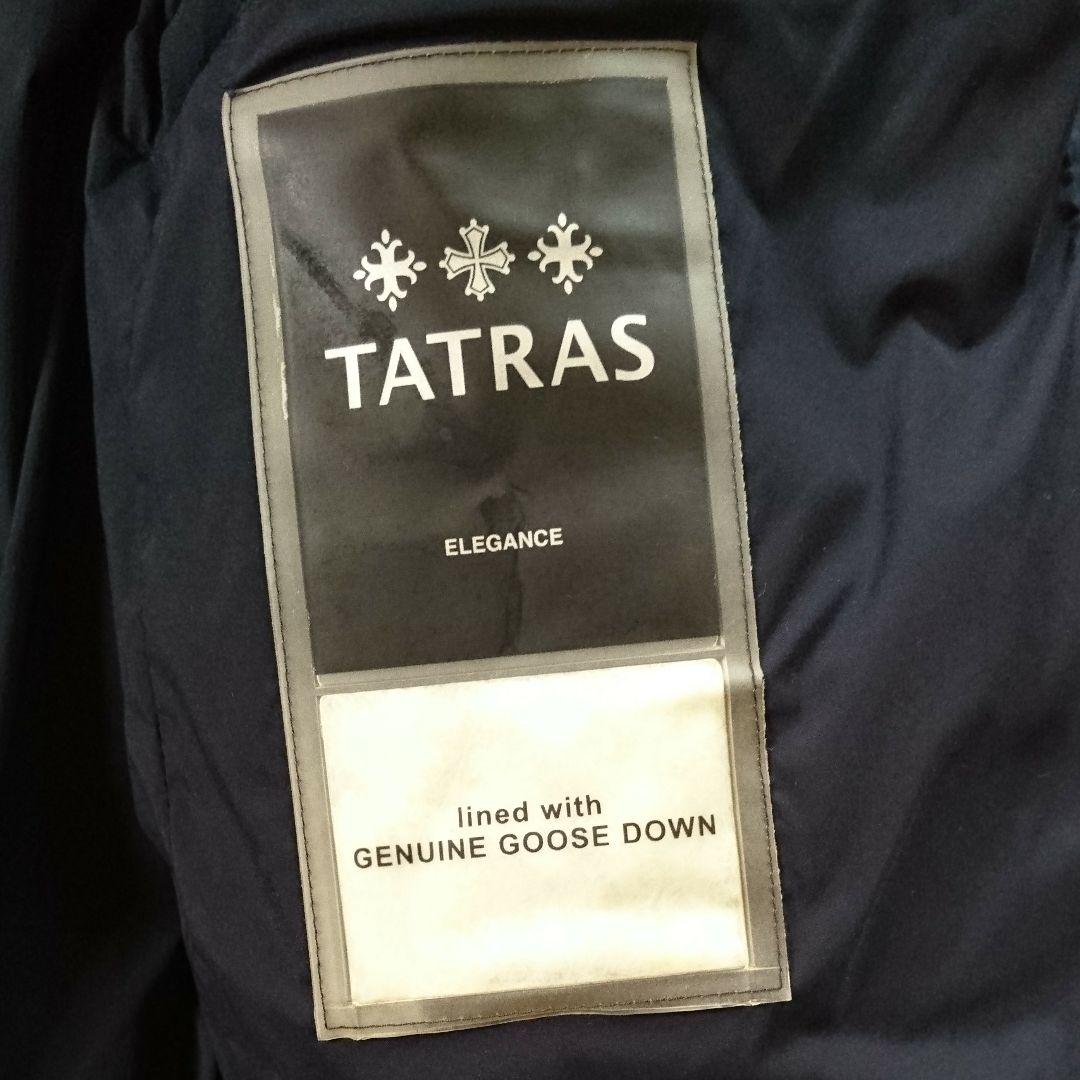 TATRAS
ELEGANCE
lined with
GENUINE GOOSE DOWN